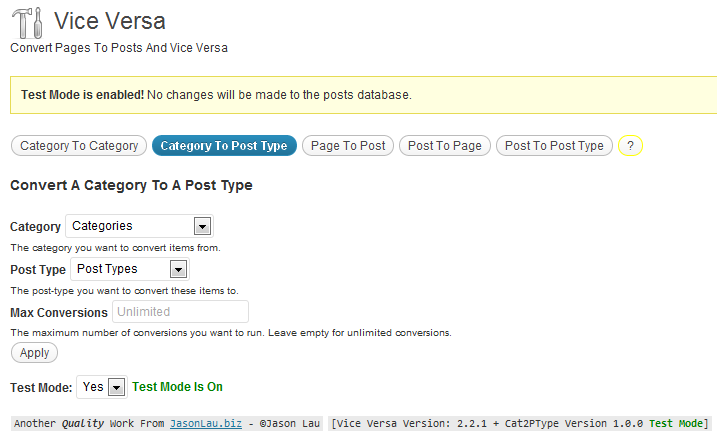 Vice Versa
Convert Pages To Posts And Vice Versa
Test Mode is enabled! No changes will be made to the posts database.
Category To Category Category To Post Type Page To Post Post To Page Post To Post Type ?
Convert A Category To A Post Type
Category Categories
The category you want to convert items from.
Post Type Post Types
The post-type you want to convert these items to.
Max Conversions Unlimited
The maximum number of conversions you want to run. Leave empty for unlimited conversions.
Apply
Test Mode: Yes Test Mode Is On
Another Quality Work From JasonLau.biz - ©Jason Lau [Vice Versa Version: 2.2.1 + Cat2PType Version 1.0.0 Test Mode]